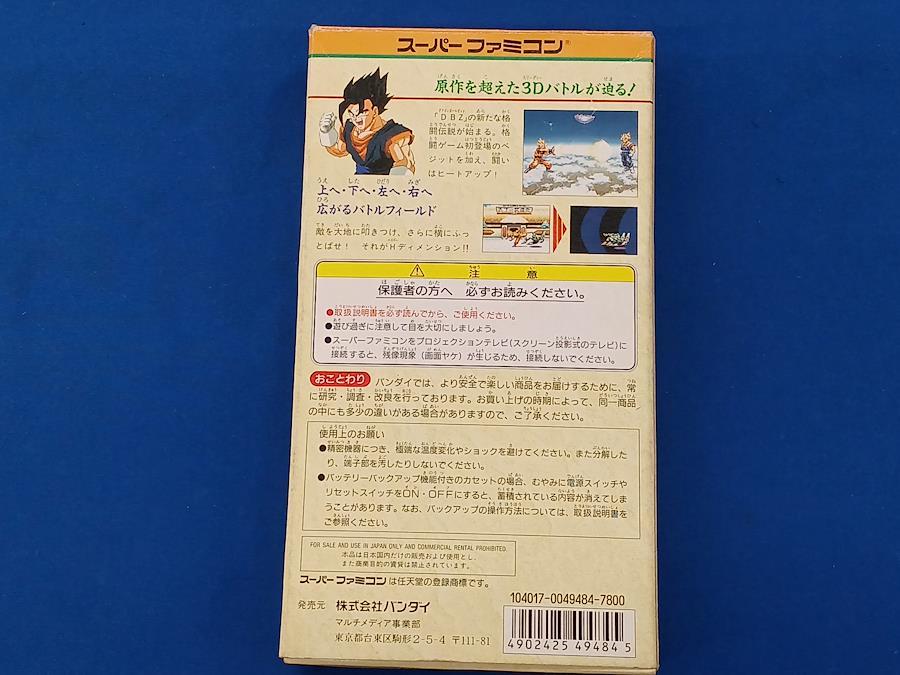 スーパーファミコン®
原作を超えた3Dバトルが迫る!
「DBZ」の新たな格
闘伝説が始まる。格
闘ゲーム初登場のベ
ジットを加え、闘い
はヒートアップ!
上へ・下へ・左へ・右へ
広がるバトルフィールド
敵を大地に叩きつけ、さらに横にふっ
とばせ! それがHディメンション!!
注意
保護者の方へ 必ずお読みください。
●取扱説明書を必ず読んでから、ご使用ください。
●遊び過ぎに注意して目を大切にしましょう。
●スーパーファミコンをプロジェクションテレビ(スクリーン投影式のテレビ)に
接続すると、残像現象(画面ヤケ)が生じるため、接続しないでください。
おことわり バンダイでは、より安全で楽しい商品をお届けするために、常
に研究・調査・改良を行っております。お買い上げの時期によって、同一商品
の中にも多少の違いがある場合がありますので、ご了承ください。
使用上のお願い
●精密機器につき、極端な温度変化やショックを避けてください。また分解した
り、端子部を汚したりしないでください。
●バッテリーバックアップ機能付きのカセットの場合、むやみに電源スイッチや
リセットスイッチをON・OFFにすると、蓄積されている内容が消えてしま
うことがあります。なお、バックアップの操作方法については、取扱説明書を
ご参照ください。
FOR SALE AND USE IN JAPAN ONLY AND COMMERCIAL RENTAL PROHIBITED.
本品は日本国内だけの販売および使用とし、
また商業目的の賃貸は禁止されています。
スーパーファミコンは任天堂の登録商標です。
発売元 株式会社バンダイ
マルチメディア事業部
東京都台東区駒形2-5-4 〒111-81
104017-0049484-7800
4902425494845